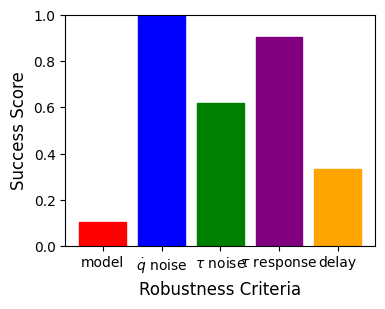 1.0
0.8
0.6
0.4
0.2
0.0
Success Score
model q̇ noise τ noise τ response delay
Robustness Criteria